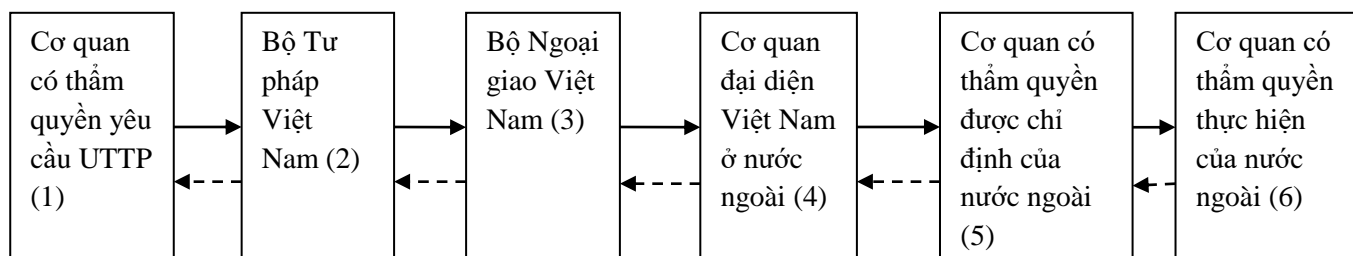 Cơ quan
có thẩm
quyền yêu
cầu UTTP
(1)
Bộ Tư
pháp
Việt
Nam (2)
Bộ Ngoại
giao Việt
Nam (3)
Cơ quan
đại diện
Việt Nam
ở nước
ngoài (4)
Cơ quan có
thẩm quyền
được chỉ
định của
nước ngoài
(5)
Cơ quan có
thẩm quyền
thực hiện
của nước
ngoài (6)